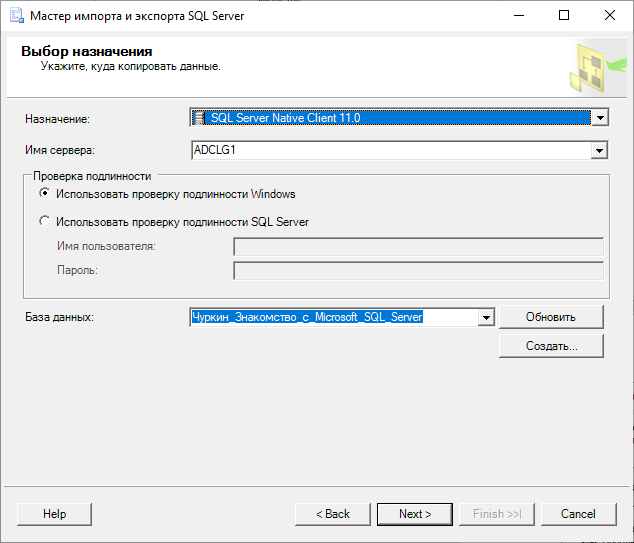 Мастер импорта и экспорта SQL Server
Выбор назначения
Укажите, куда копировать данные.
Назначение: SQL Server Native Client 11.0
Имя сервера: ADCLG1
Проверка подлинности
Использовать проверку подлинности Windows
Использовать проверку подлинности SQL Server
Имя пользователя:
Пароль:
База данных: Чуркин_Знакомство_с_Microsoft_SQL_Server Обновить
Создать...
Help < Back Next > Finish >>| Cancel